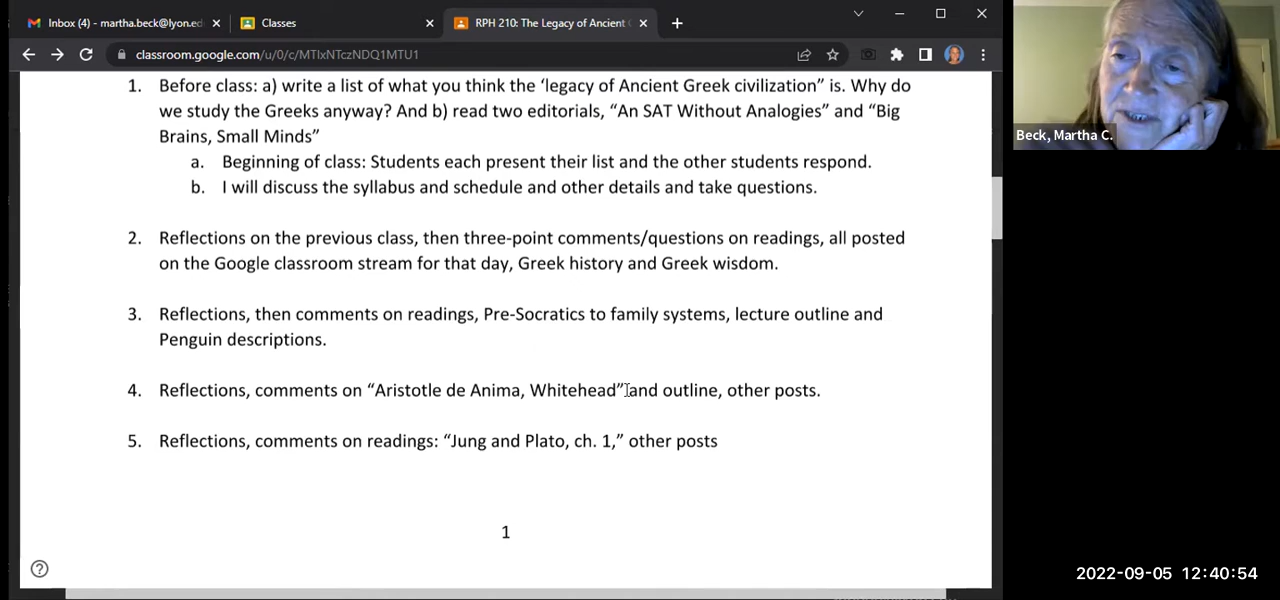 Inbox (4) - martha.beck@lyon.ed
Classes
RPH 210: The Legacy of Ancient
classroom.google.com/u/0/c/MTIxNTczNDQ1MTU1
1. Before class: a) write a list of what you think the ‘legacy of Ancient Greek civilization” is. Why do
we study the Greeks anyway? And b) read two editorials, “An SAT Without Analogies” and “Big
Brains, Small Minds”
a. Beginning of class: Students each present their list and the other students respond.
b. I will discuss the syllabus and schedule and other details and take questions.
2. Reflections on the previous class, then three-point comments/questions on readings, all posted
on the Google classroom stream for that day, Greek history and Greek wisdom.
3. Reflections, then comments on readings, Pre-Socratics to family systems, lecture outline and
Penguin descriptions.
4. Reflections, comments on “Aristotle de Anima, Whitehead” and outline, other posts.
5. Reflections, comments on readings: “Jung and Plato, ch. 1,” other posts
1
Beck, Martha C.
2022-09-05 12:40:54